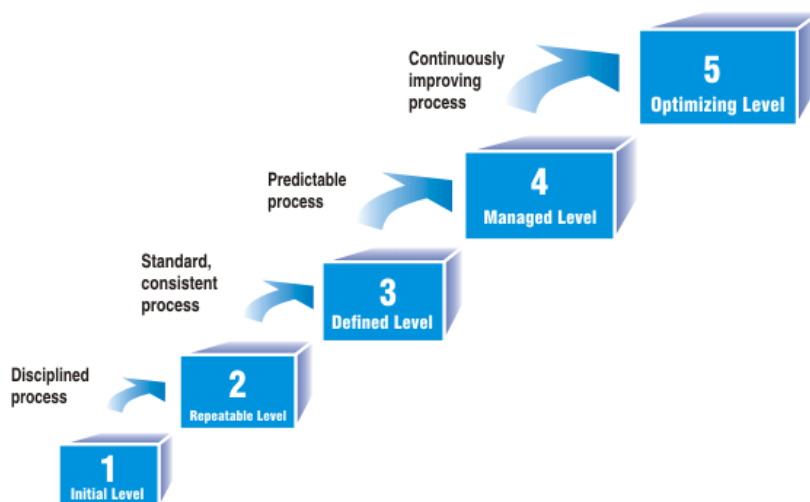 Continuously
improving
process
5
Optimizing Level
Predictable
process
4
Managed Level
Standard,
consistent
process
3
Defined Level
Disciplined
process
2
Repeatable Level
1
Initial Level